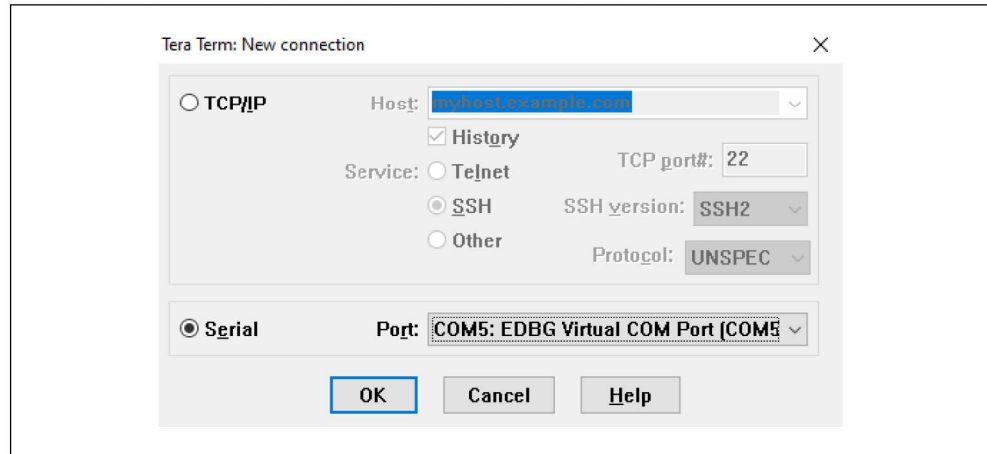 Tera Term: New connection
TCP/IP Host: myhost.example.com
History
Service: Telnet TCP port#: 22
SSH SSH version: SSH2
Other Protocol: UNSPEC
Serial Port: COM5: EDBG Virtual COM Port (COM5
OK Cancel Help